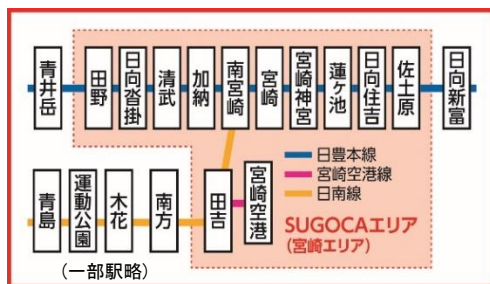 青井岳
田野
日向沓掛
清武
加納
南宮崎
宮崎
宮崎神宮
蓮ヶ池
日向住吉
佐土原
日向新富
日豊本線
宮崎空港線
日南線
青島
運動公園
木花
南方
田吉
宮崎空港
SUGOCAエリア
(宮崎エリア)
(一部駅略)